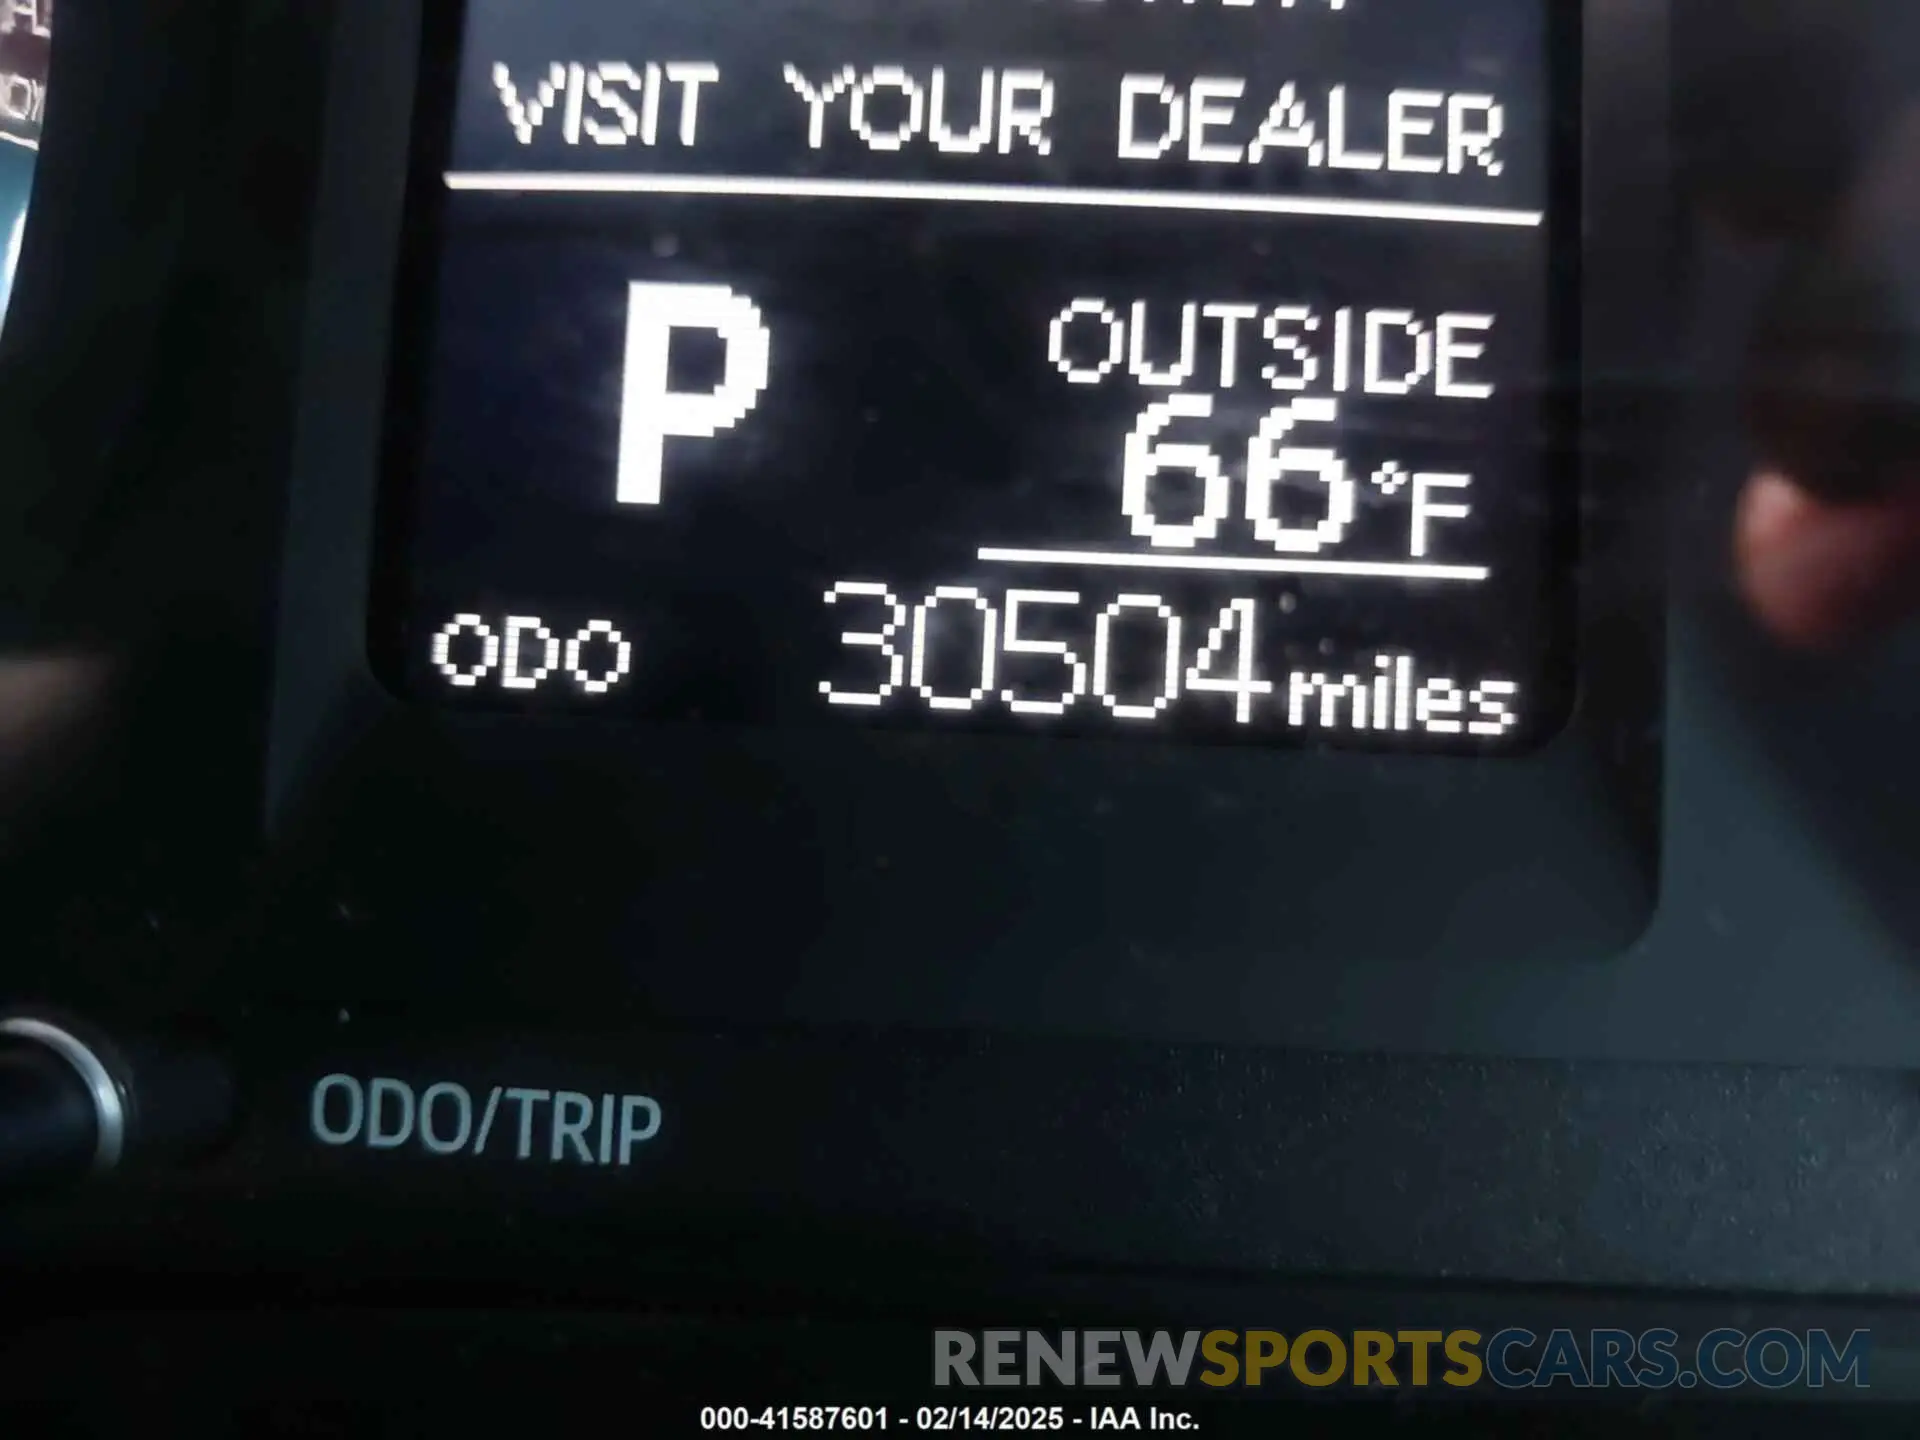 VISIT YOUR DEALER
P
OUTSIDE
66°F
ODO 30504 miles
ODO/TRIP
RENEWSPORTSCARS.COM
000-41587601 - 02/14/2025 - IAA Inc.